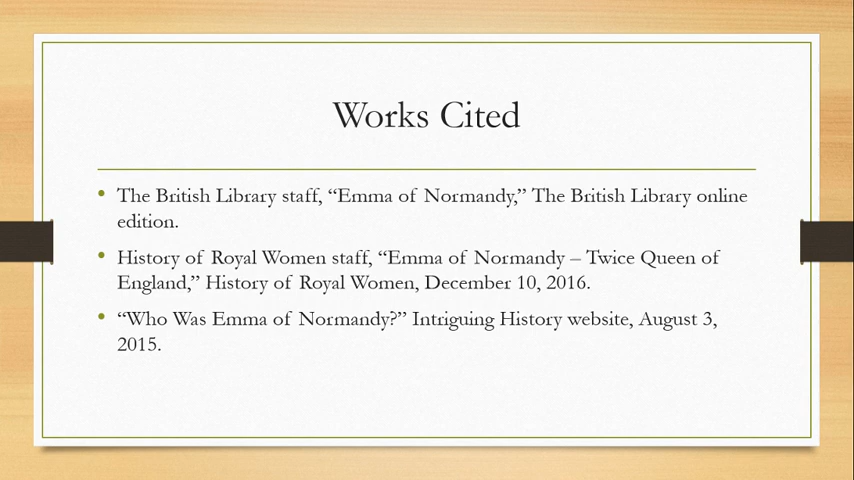 Works Cited
• The British Library staff, “Emma of Normandy,” The British Library online
edition.
• History of Royal Women staff, “Emma of Normandy – Twice Queen of
England,” History of Royal Women, December 10, 2016.
• “Who Was Emma of Normandy?” Intriguing History website, August 3,
2015.